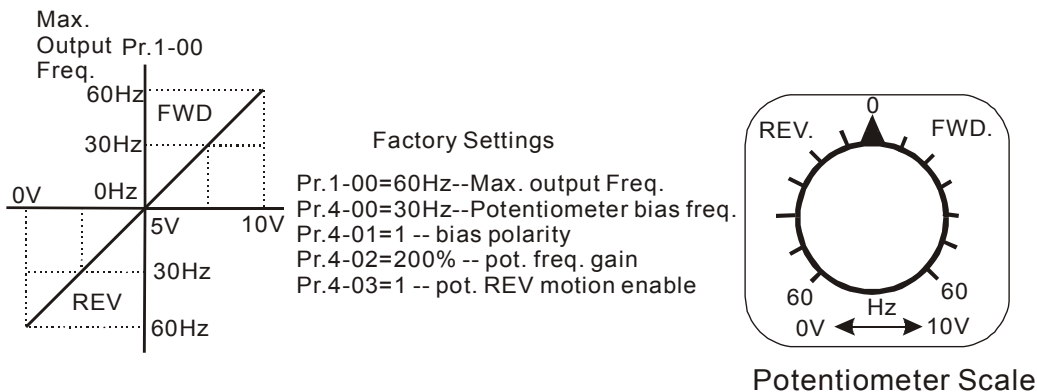 Max.
Output Pr.1-00
Freq.
60Hz
FWD
30Hz
0V
0Hz
5V
10V
30Hz
REV
60Hz
Factory Settings
Pr.1-00=60Hz--Max. output Freq.
Pr.4-00=30Hz--Potentiometer bias freq.
Pr.4-01=1 -- bias polarity
Pr.4-02=200% -- pot. freq. gain
Pr.4-03=1 -- pot. REV motion enable
0
REV.
FWD.
60
60
Hz
0V
10V
Potentiometer Scale